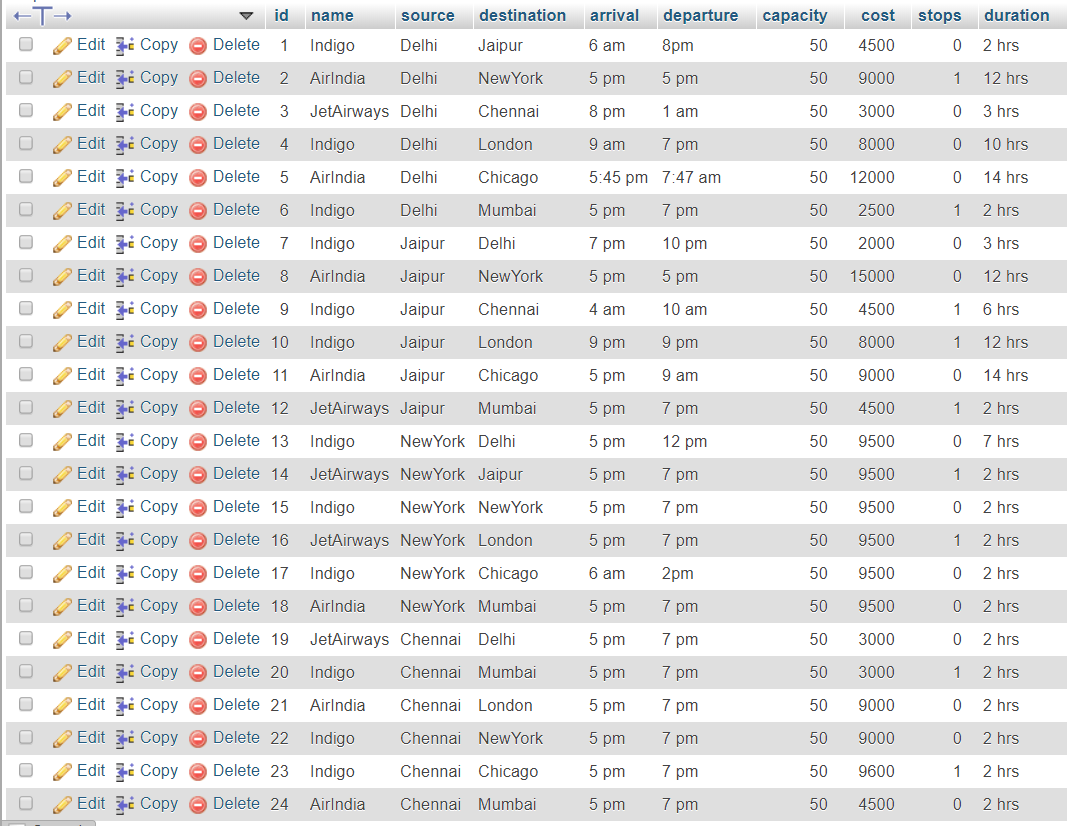 id name source destination arrival departure capacity cost stops duration
Edit Copy Delete 1 Indigo Delhi Jaipur 6 am 8pm 50 4500 0 2 hrs
Edit Copy Delete 2 AirIndia Delhi NewYork 5 pm 5 pm 50 9000 1 12 hrs
Edit Copy Delete 3 JetAirways Delhi Chennai 8 pm 1 am 50 3000 0 3 hrs
Edit Copy Delete 4 Indigo Delhi London 9 am 7 pm 50 8000 0 10 hrs
Edit Copy Delete 5 AirIndia Delhi Chicago 5:45 pm 7:47 am 50 12000 0 14 hrs
Edit Copy Delete 6 Indigo Delhi Mumbai 5 pm 7 pm 50 2500 1 2 hrs
Edit Copy Delete 7 Indigo Jaipur Delhi 7 pm 10 pm 50 2000 0 3 hrs
Edit Copy Delete 8 AirIndia Jaipur NewYork 5 pm 5 pm 50 15000 0 12 hrs
Edit Copy Delete 9 Indigo Jaipur Chennai 4 am 10 am 50 4500 1 6 hrs
Edit Copy Delete 10 Indigo Jaipur London 9 pm 9 pm 50 8000 1 12 hrs
Edit Copy Delete 11 AirIndia Jaipur Chicago 5 pm 9 am 50 9000 0 14 hrs
Edit Copy Delete 12 JetAirways Jaipur Mumbai 5 pm 7 pm 50 4500 1 2 hrs
Edit Copy Delete 13 Indigo NewYork Delhi 5 pm 12 pm 50 9500 0 7 hrs
Edit Copy Delete 14 JetAirways NewYork Jaipur 5 pm 7 pm 50 9500 1 2 hrs
Edit Copy Delete 15 Indigo NewYork NewYork 5 pm 7 pm 50 9500 0 2 hrs
Edit Copy Delete 16 JetAirways NewYork London 5 pm 7 pm 50 9500 1 2 hrs
Edit Copy Delete 17 Indigo NewYork Chicago 6 am 2pm 50 9500 0 2 hrs
Edit Copy Delete 18 AirIndia NewYork Mumbai 5 pm 7 pm 50 9500 0 2 hrs
Edit Copy Delete 19 JetAirways Chennai Delhi 5 pm 7 pm 50 3000 0 2 hrs
Edit Copy Delete 20 Indigo Chennai Mumbai 5 pm 7 pm 50 3000 1 2 hrs
Edit Copy Delete 21 AirIndia Chennai London 5 pm 7 pm 50 9000 0 2 hrs
Edit Copy Delete 22 Indigo Chennai NewYork 5 pm 7 pm 50 9000 0 2 hrs
Edit Copy Delete 23 Indigo Chennai Chicago 5 pm 7 pm 50 9600 1 2 hrs
Edit Copy Delete 24 AirIndia Chennai Mumbai 5 pm 7 pm 50 4500 0 2 hrs